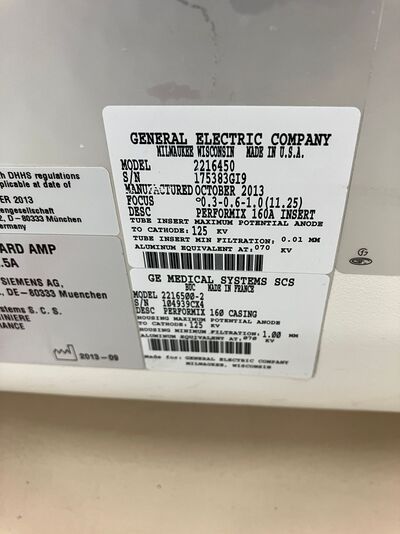 h DHHS regulations
plicable at date of
ER 2013
engesellschaft
2, D – 80333 München
ermany
ARD AMP
.5A
SIEMENS AG,
., DE – 80333 Muenchen
stems S. C. S.
INIERE
ANCE
2013-09
GENERAL ELECTRIC COMPANY
MILWAUKEE WISCONSIN MADE IN U.S.A.
MODEL 2216450
S/N 175383GI9
MANUFACTURED OCTOBER 2013
FOCUS 0.3-0.6-1.0(11.25)
DESC PERFORMIX 160A INSERT
TUBE INSERT MAXIMUM POTENTIAL ANODE
TO CATHODE: 125 KV
TUBE INSERT MIN FILTRATION: 0.01 MM
ALUMINUM EQUIVALENT AT: 070 KV
GE MEDICAL SYSTEMS SCS
BUC MADE IN FRANCE
MODEL 2216500-2
S/N 104939CX4
DESC PERFORMIX 160 CASING
HOUSING MAXIMUM POTENTIAL ANODE
TO CATHODE: 125 KV
HOUSING MINIMUM FILTRATION: 1.00 MM
ALUMINUM EQUIVALENT AT: 070 KV
Made for: GENERAL ELECTRIC COMPANY
MILWAUKEE, WISCONSIN